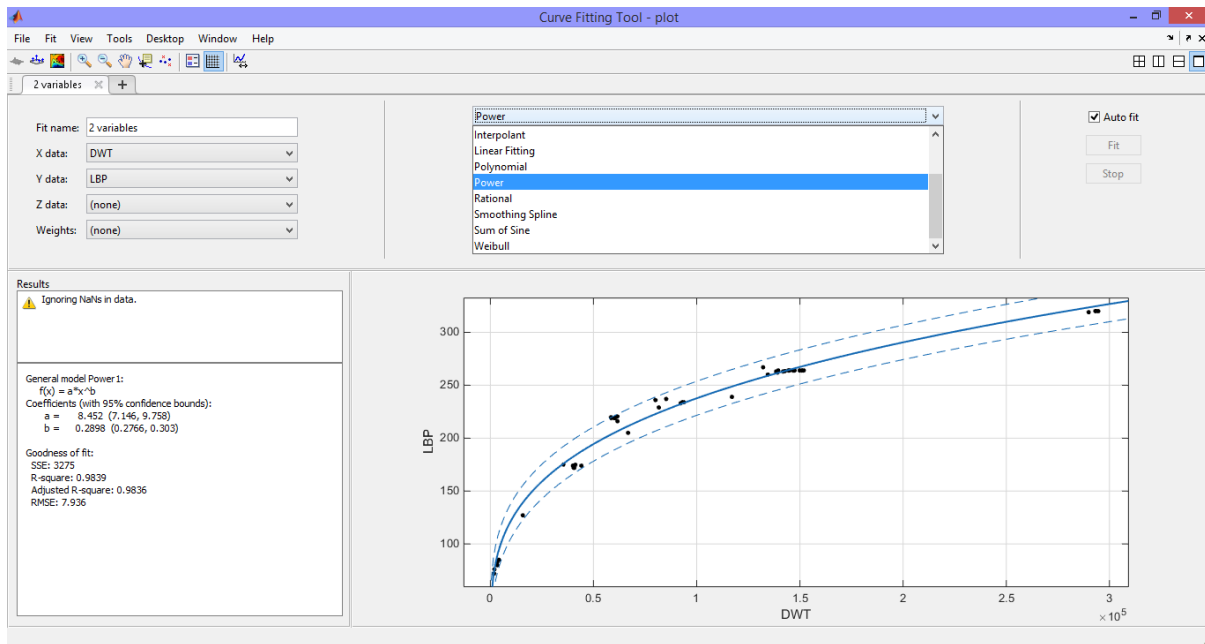 Curve Fitting Tool - plot
File Fit View Tools Desktop Window Help
2 variables
Fit name: 2 variables
X data: DWT
Y data: LBP
Z data: (none)
Weights: (none)
Power
Interpolant
Linear Fitting
Polynomial
Power
Rational
Smoothing Spline
Sum of Sine
Weibull
Auto fit
Fit
Stop
Results
Ignoring NaNs in data.
General model Power1:
f(x) = a*x^b
Coefficients (with 95% confidence bounds):
a = 8.452 (7.146, 9.758)
b = 0.2898 (0.2766, 0.303)
Goodness of fit:
SSE: 3275
R-square: 0.9839
Adjusted R-square: 0.9836
RMSE: 7.936
300
250
200
150
100
LBP
0 0.5 1 1.5 2 2.5 3
DWT
× 10^5